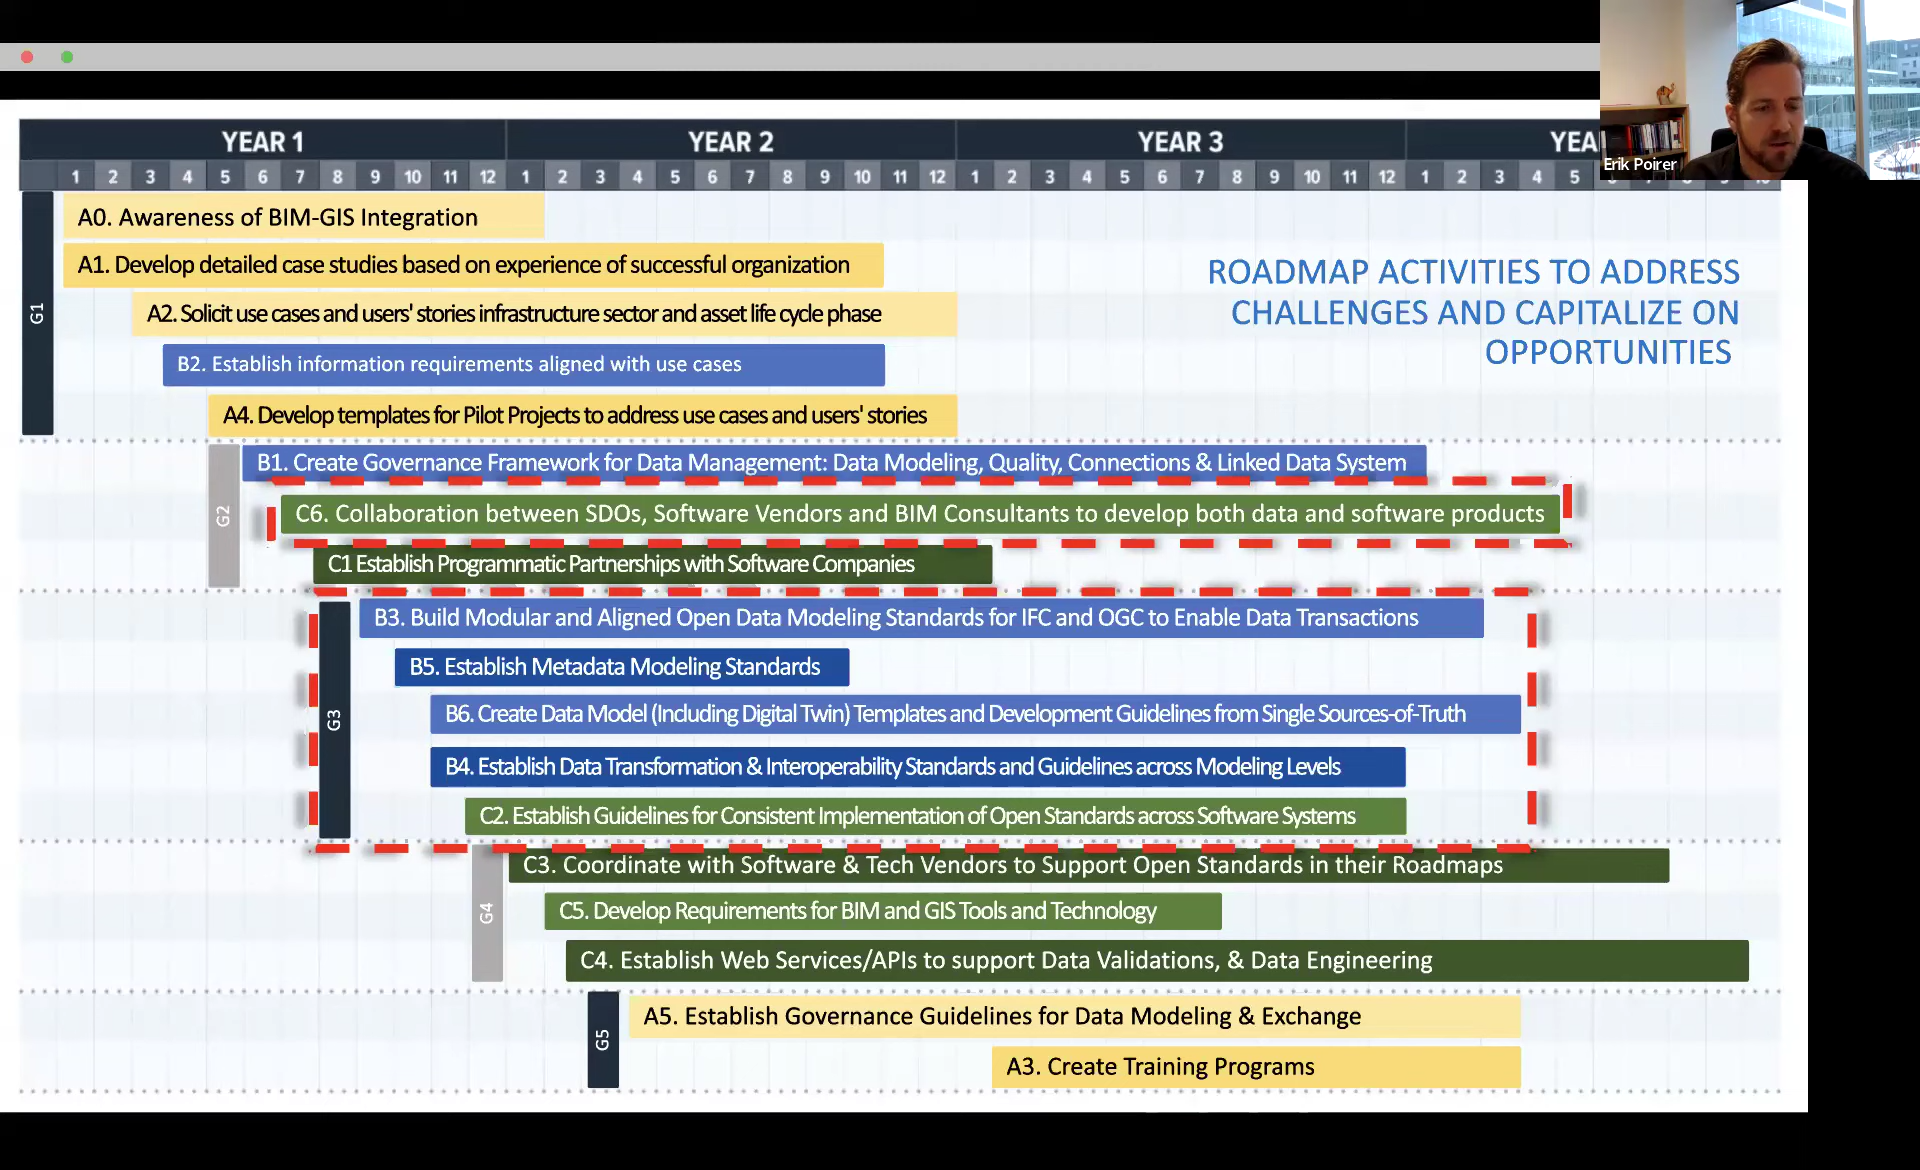 Erik Poirer
YEAR 1 YEAR 2 YEAR 3 YEA
1 2 3 4 5 6 7 8 9 10 11 12 1 2 3 4 5 6 7 8 9 10 11 12 1 2 3 4 5 6 7 8 9 10 11 12 1 2 3 4 5
G1
A0. Awareness of BIM-GIS Integration
A1. Develop detailed case studies based on experience of successful organization
A2. Solicit use cases and users' stories infrastructure sector and asset life cycle phase
B2. Establish information requirements aligned with use cases
A4. Develop templates for Pilot Projects to address use cases and users' stories
ROADMAP ACTIVITIES TO ADDRESS
CHALLENGES AND CAPITALIZE ON
OPPORTUNITIES
G2
B1. Create Governance Framework for Data Management: Data Modeling, Quality, Connections & Linked Data System
C6. Collaboration between SDOs, Software Vendors and BIM Consultants to develop both data and software products
C1 Establish Programmatic Partnerships with Software Companies
G3
B3. Build Modular and Aligned Open Data Modeling Standards for IFC and OGC to Enable Data Transactions
B5. Establish Metadata Modeling Standards
B6. Create Data Model (Including Digital Twin) Templates and Development Guidelines from Single Sources-of-Truth
B4. Establish Data Transformation & Interoperability Standards and Guidelines across Modeling Levels
C2. Establish Guidelines for Consistent Implementation of Open Standards across Software Systems
G4
C3. Coordinate with Software & Tech Vendors to Support Open Standards in their Roadmaps
C5. Develop Requirements for BIM and GIS Tools and Technology
C4. Establish Web Services/APIs to support Data Validations, & Data Engineering
G5
A5. Establish Governance Guidelines for Data Modeling & Exchange
A3. Create Training Programs